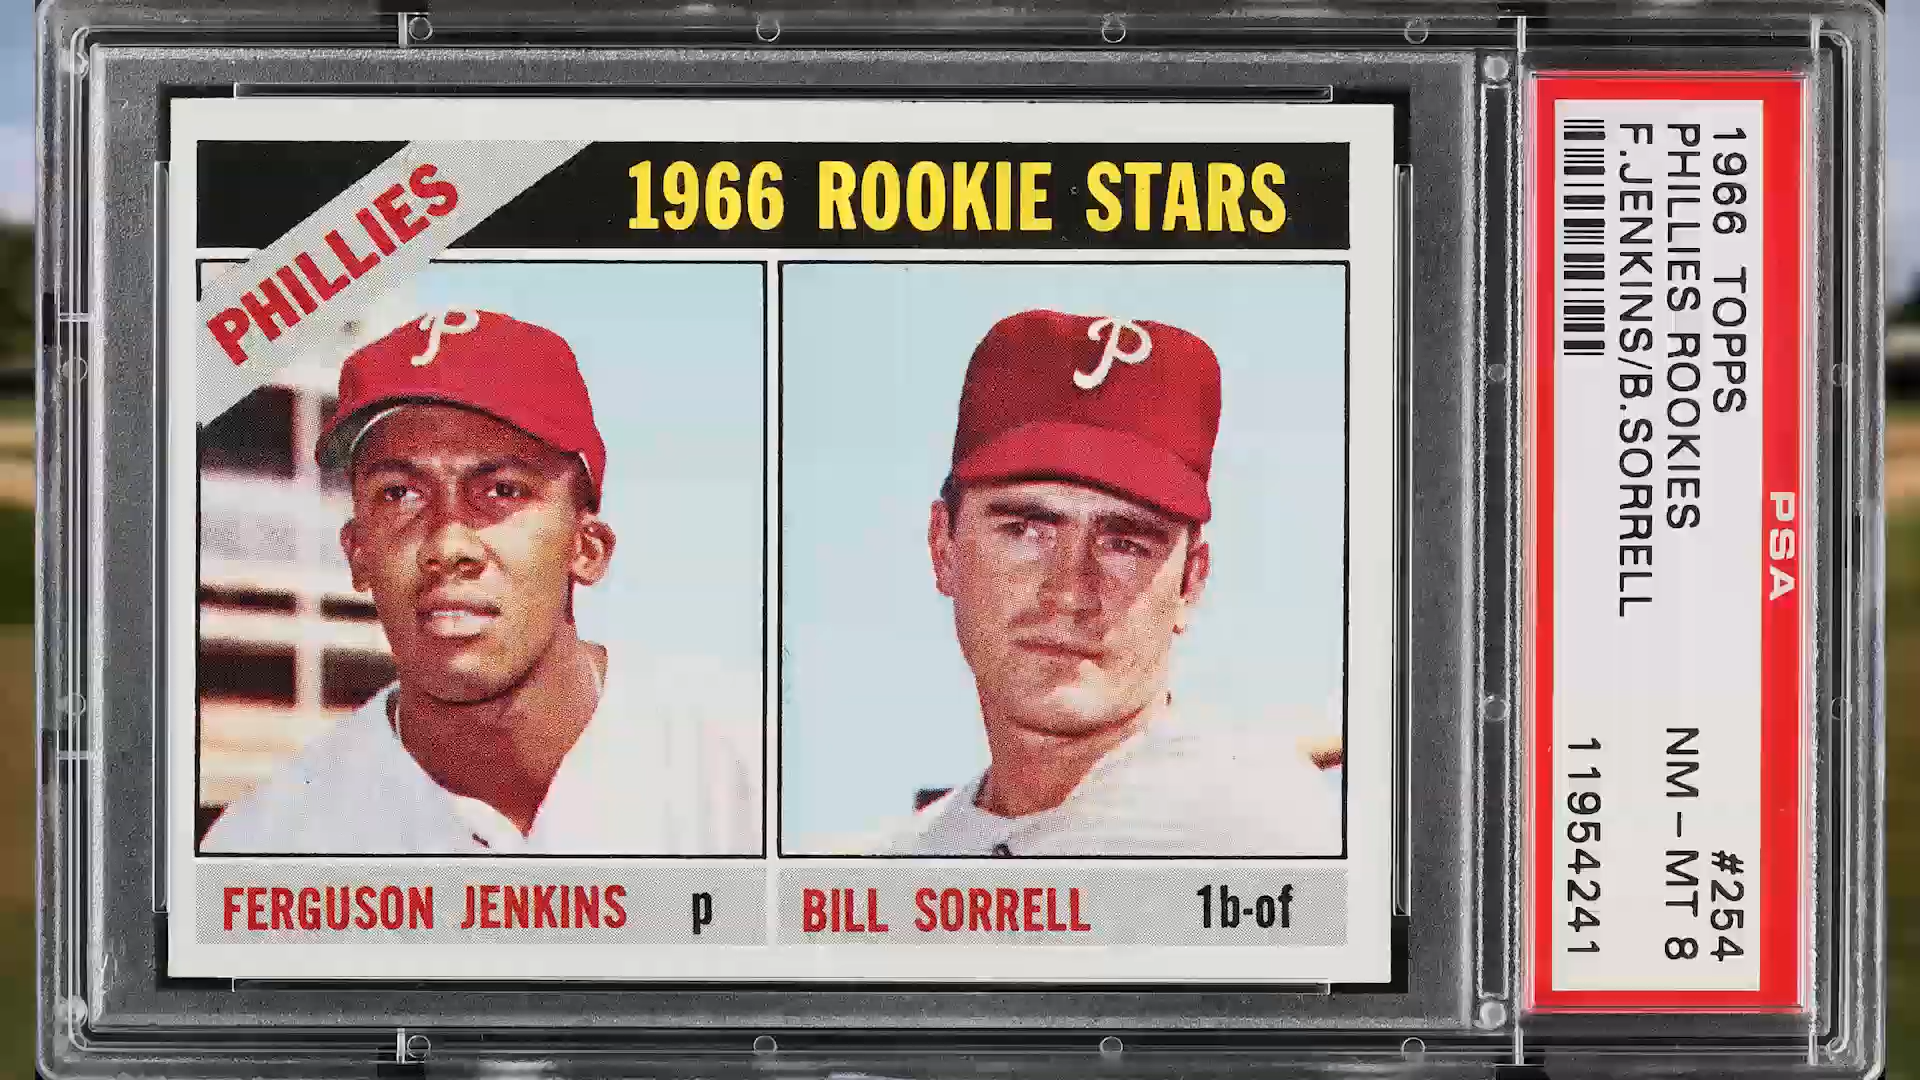 PHILLIES
1966 ROOKIE STARS
P
P
FERGUSON JENKINS p
BILL SORRELL 1b-of
PSA
1966 TOPPS #254
PHILLIES ROOKIES NM-MT 8
F.JENKINS/B.SORRELL
11954241